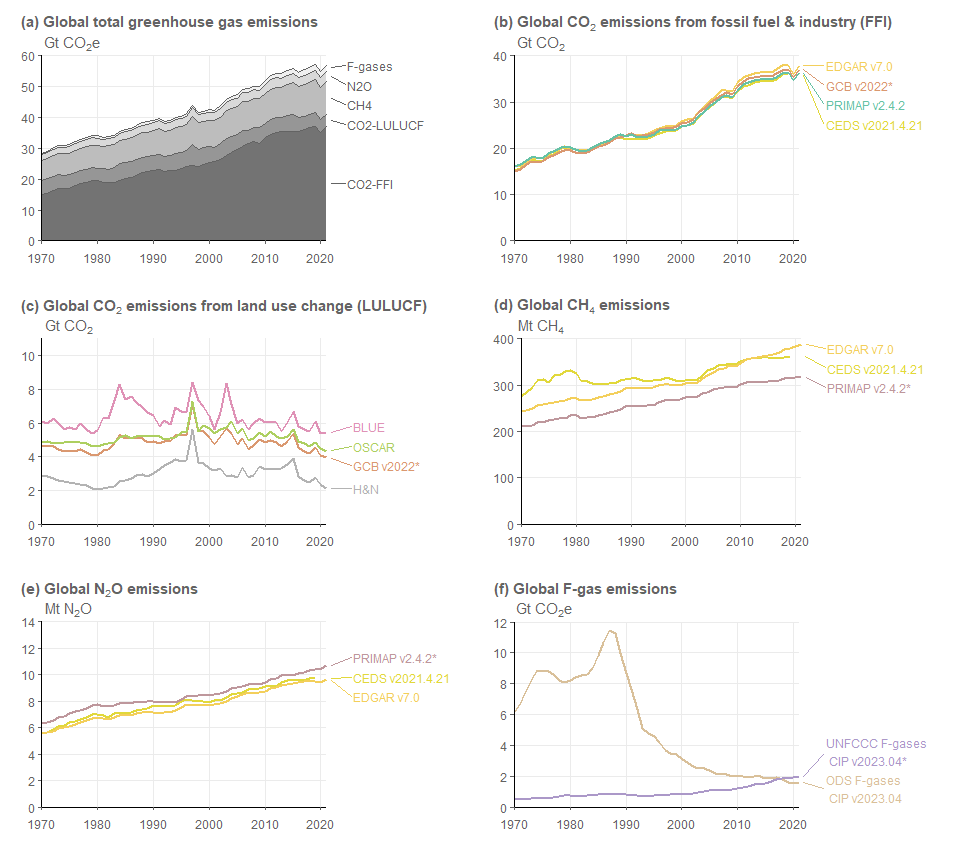 (a) Global total greenhouse gas emissions
Gt CO₂e
60
50
40
30
20
10
0
1970 1980 1990 2000 2010 2020
F-gases
N2O
CH4
CO2-LULUCF
CO2-FFI
(b) Global CO₂ emissions from fossil fuel & industry (FFI)
Gt CO₂
40
30
20
10
0
1970 1980 1990 2000 2010 2020
EDGAR v7.0
GCB v2022*
PRIMAP v2.4.2
CEDS v2021.4.21
(c) Global CO₂ emissions from land use change (LULUCF)
Gt CO₂
10
8
6
4
2
0
1970 1980 1990 2000 2010 2020
BLUE
OSCAR
GCB v2022*
H&N
(d) Global CH₄ emissions
Mt CH₄
400
300
200
100
0
1970 1980 1990 2000 2010 2020
EDGAR v7.0
CEDS v2021.4.21
PRIMAP v2.4.2*
(e) Global N₂O emissions
Mt N₂O
14
12
10
8
6
4
2
0
1970 1980 1990 2000 2010 2020
PRIMAP v2.4.2*
CEDS v2021.4.21
EDGAR v7.0
(f) Global F-gas emissions
Gt CO₂e
12
10
8
6
4
2
0
1970 1980 1990 2000 2010 2020
UNFCCC F-gases
CIP v2023.04*
ODS F-gases
CIP v2023.04